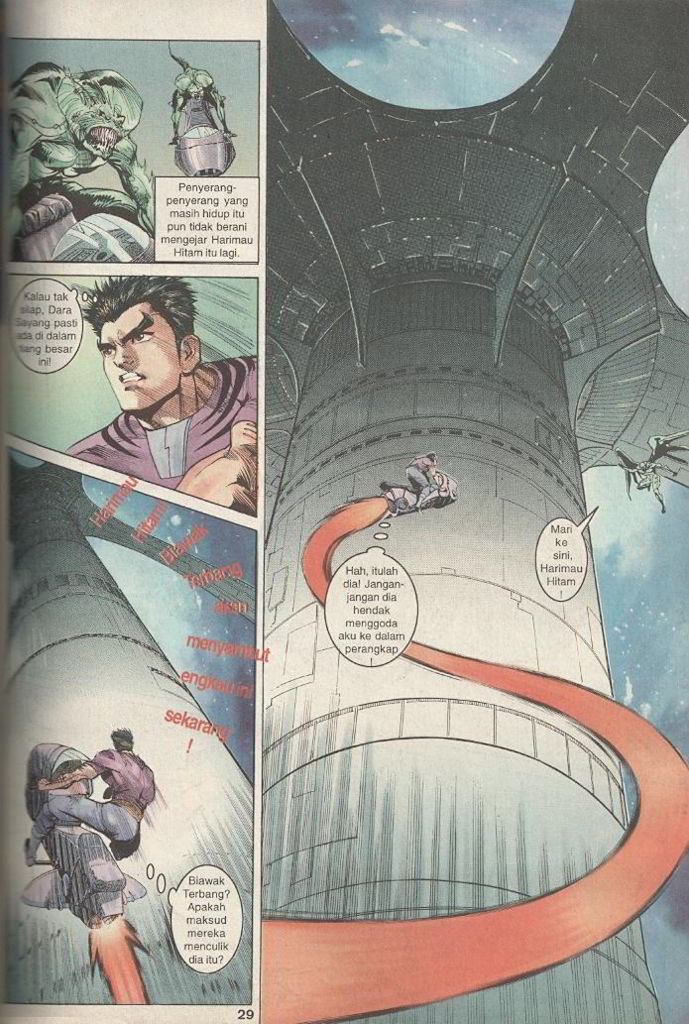 Penyerang-
penyerang yang
masih hidup itu
pun tidak berani
mengejar Harimau
Hitam itu lagi.
Kalau tak
silap, Dara
Sayang pasti
ada di dalam
tiang besar
ini!
Harimau
Hitam
Biawak
Terbang
akan
menyambut
engkau ini
sekarang
!
Biawak
Terbang?
Apakah
maksud
mereka
menculik
dia itu?
Mari
ke
sini,
Harimau
Hitam
!
Hah, itulah
dia! Jangan-
jangan dia
hendak
menggoda
aku ke dalam
perangkap
!
29